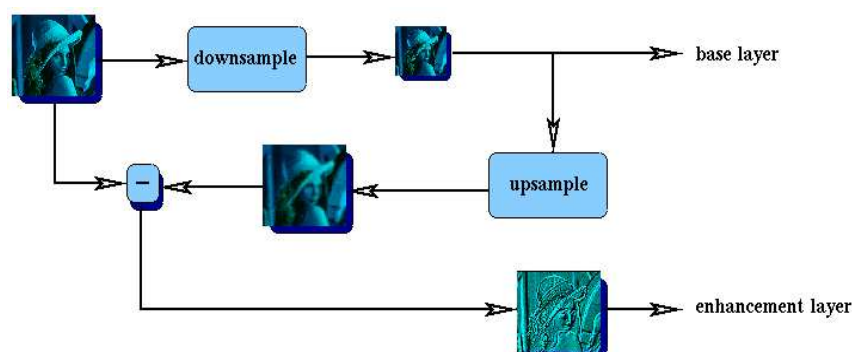 downsample
base layer
−
upsample
enhancement layer